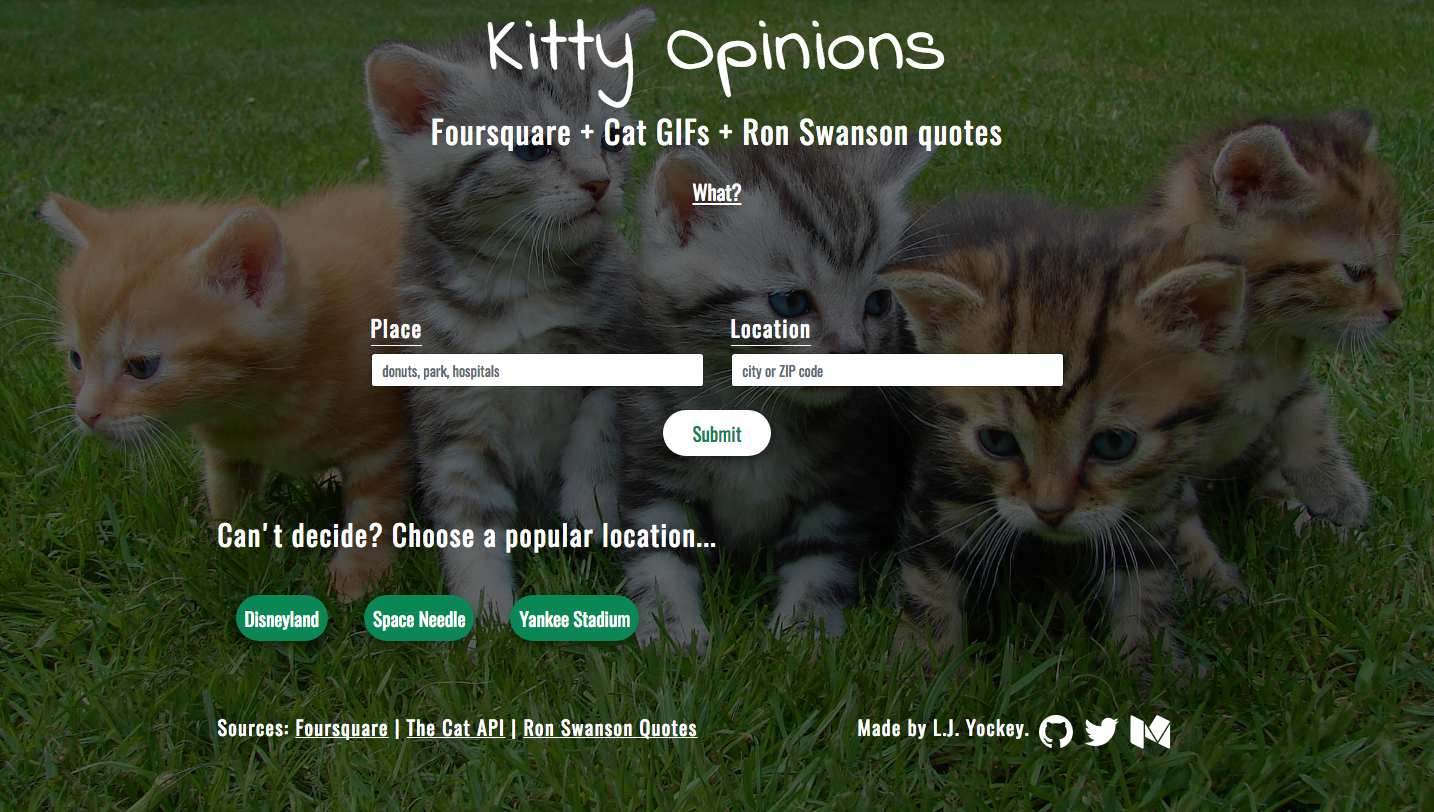 Kitty Opinions
Foursquare + Cat GIFs + Ron Swanson quotes
What?
Place
Location
donuts, park, hospitals
city or ZIP code
Submit
Can't decide? Choose a popular location...
Disneyland
Space Needle
Yankee Stadium
Sources: Foursquare | The Cat API | Ron Swanson Quotes
Made by L.J. Yockey.